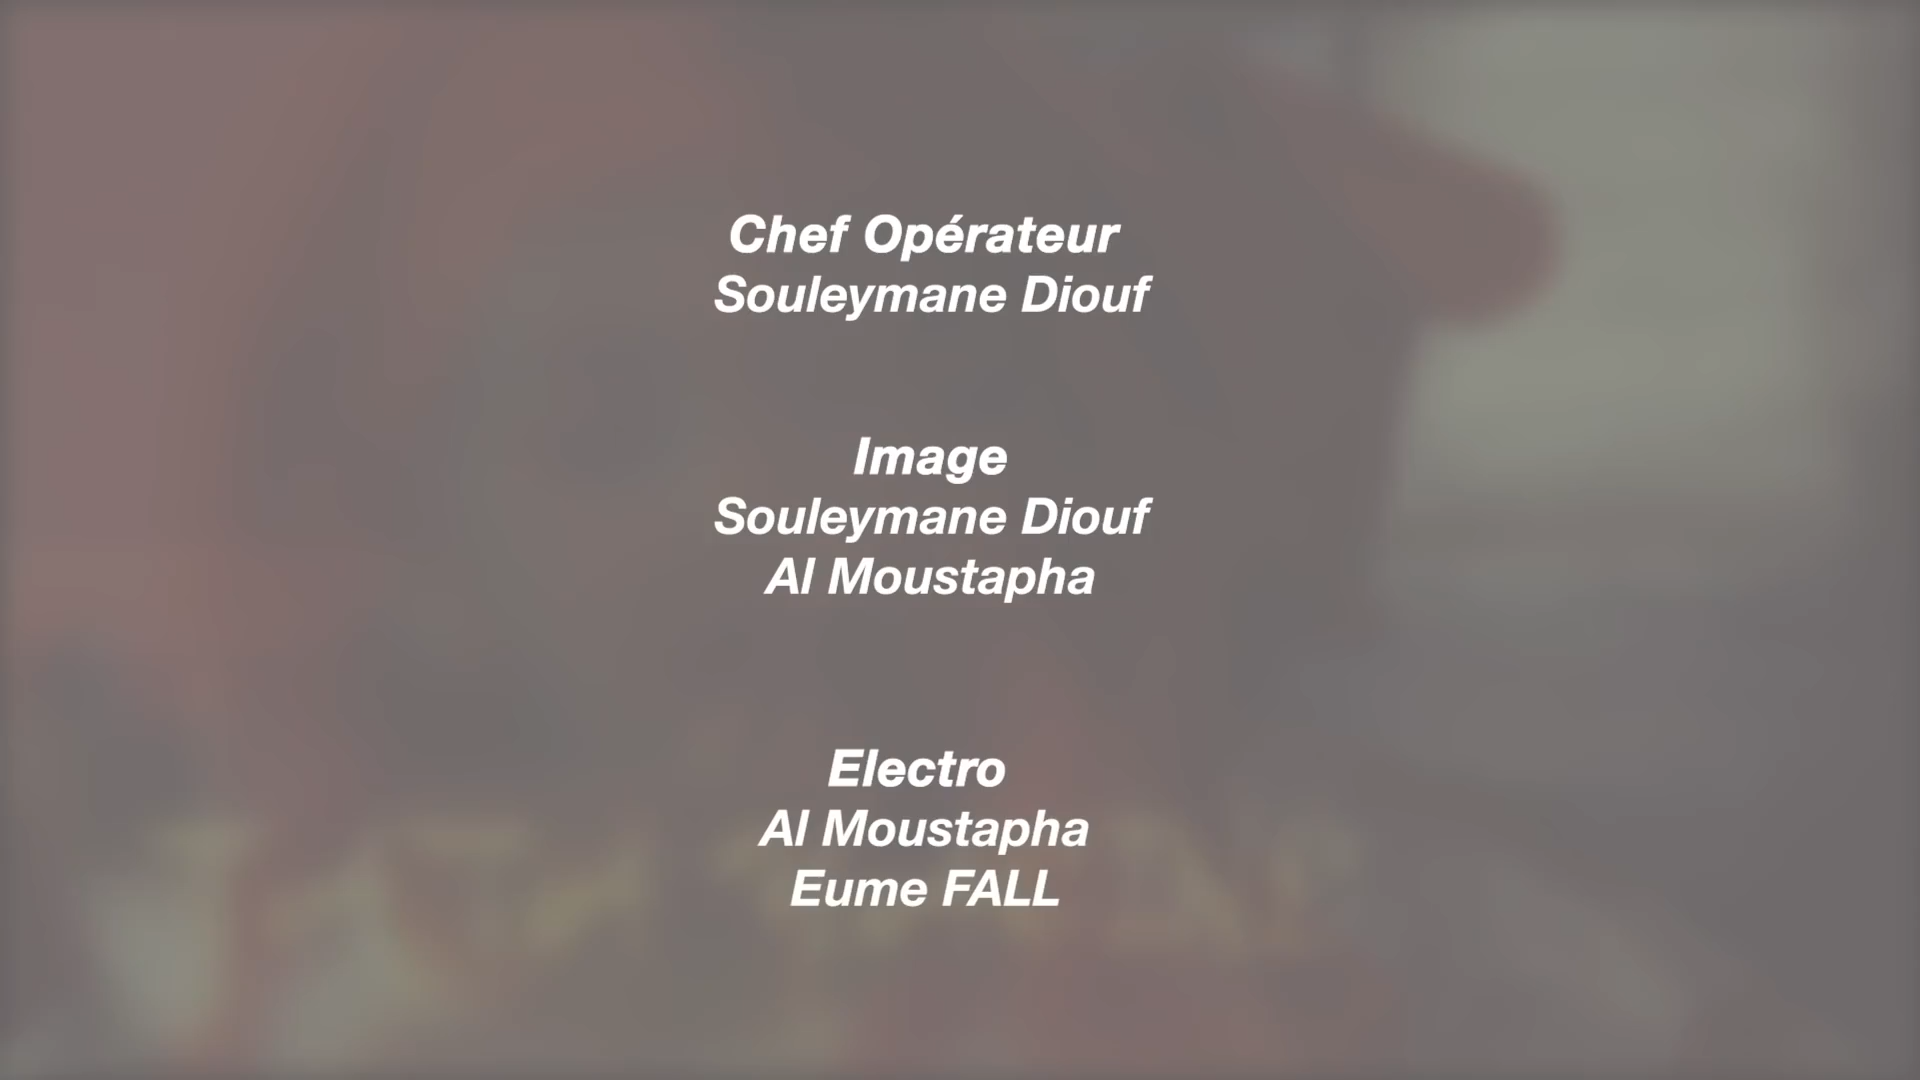 Chef Opérateur
Souleymane Diouf
Image
Souleymane Diouf
Al Moustapha
Electro
Al Moustapha
Eume FALL